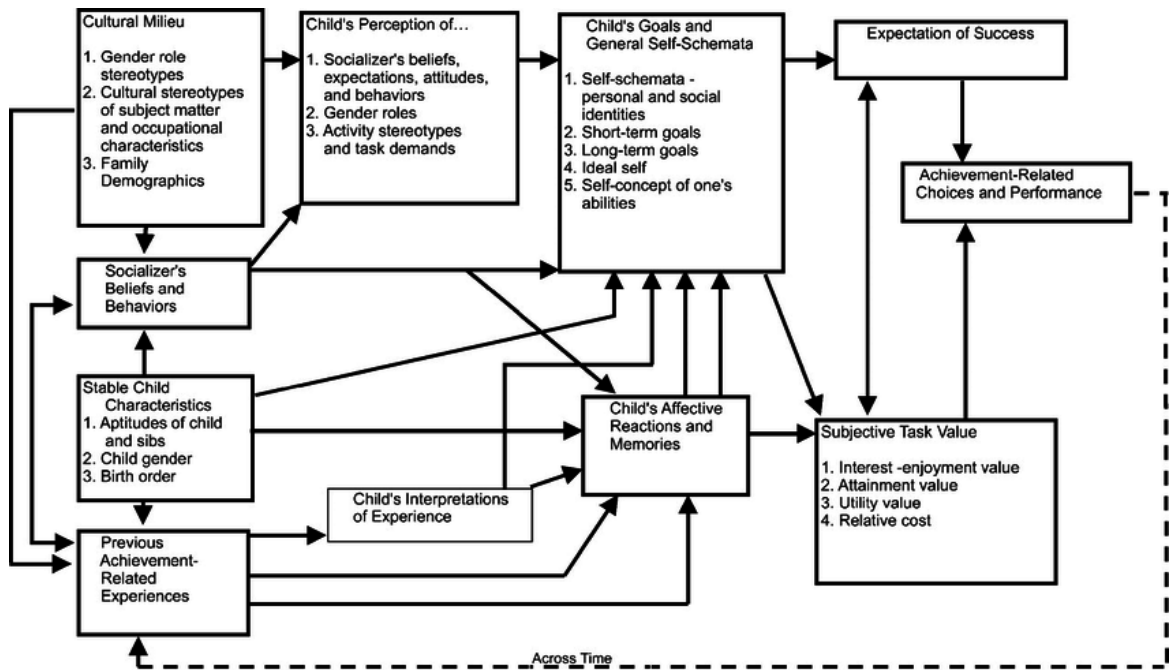 Cultural Milieu
1. Gender role
stereotypes
2. Cultural stereotypes
of subject matter
and occupational
characteristics
3. Family
Demographics
Child's Perception of...
1. Socializer's beliefs,
expectations, attitudes,
and behaviors
2. Gender roles
3. Activity stereotypes
and task demands
Child's Goals and
General Self-Schemata
1. Self-schemata -
personal and social
identities
2. Short-term goals
3. Long-term goals
4. Ideal self
5. Self-concept of one's
abilities
Expectation of Success
Achievement-Related
Choices and Performance
Socializer's
Beliefs and
Behaviors
Stable Child
Characteristics
1. Aptitudes of child
and sibs
2. Child gender
3. Birth order
Child's Affective
Reactions and
Memories
Subjective Task Value
1. Interest -enjoyment value
2. Attainment value
3. Utility value
4. Relative cost
Child's Interpretations
of Experience
Previous
Achievement-
Related
Experiences
Across Time